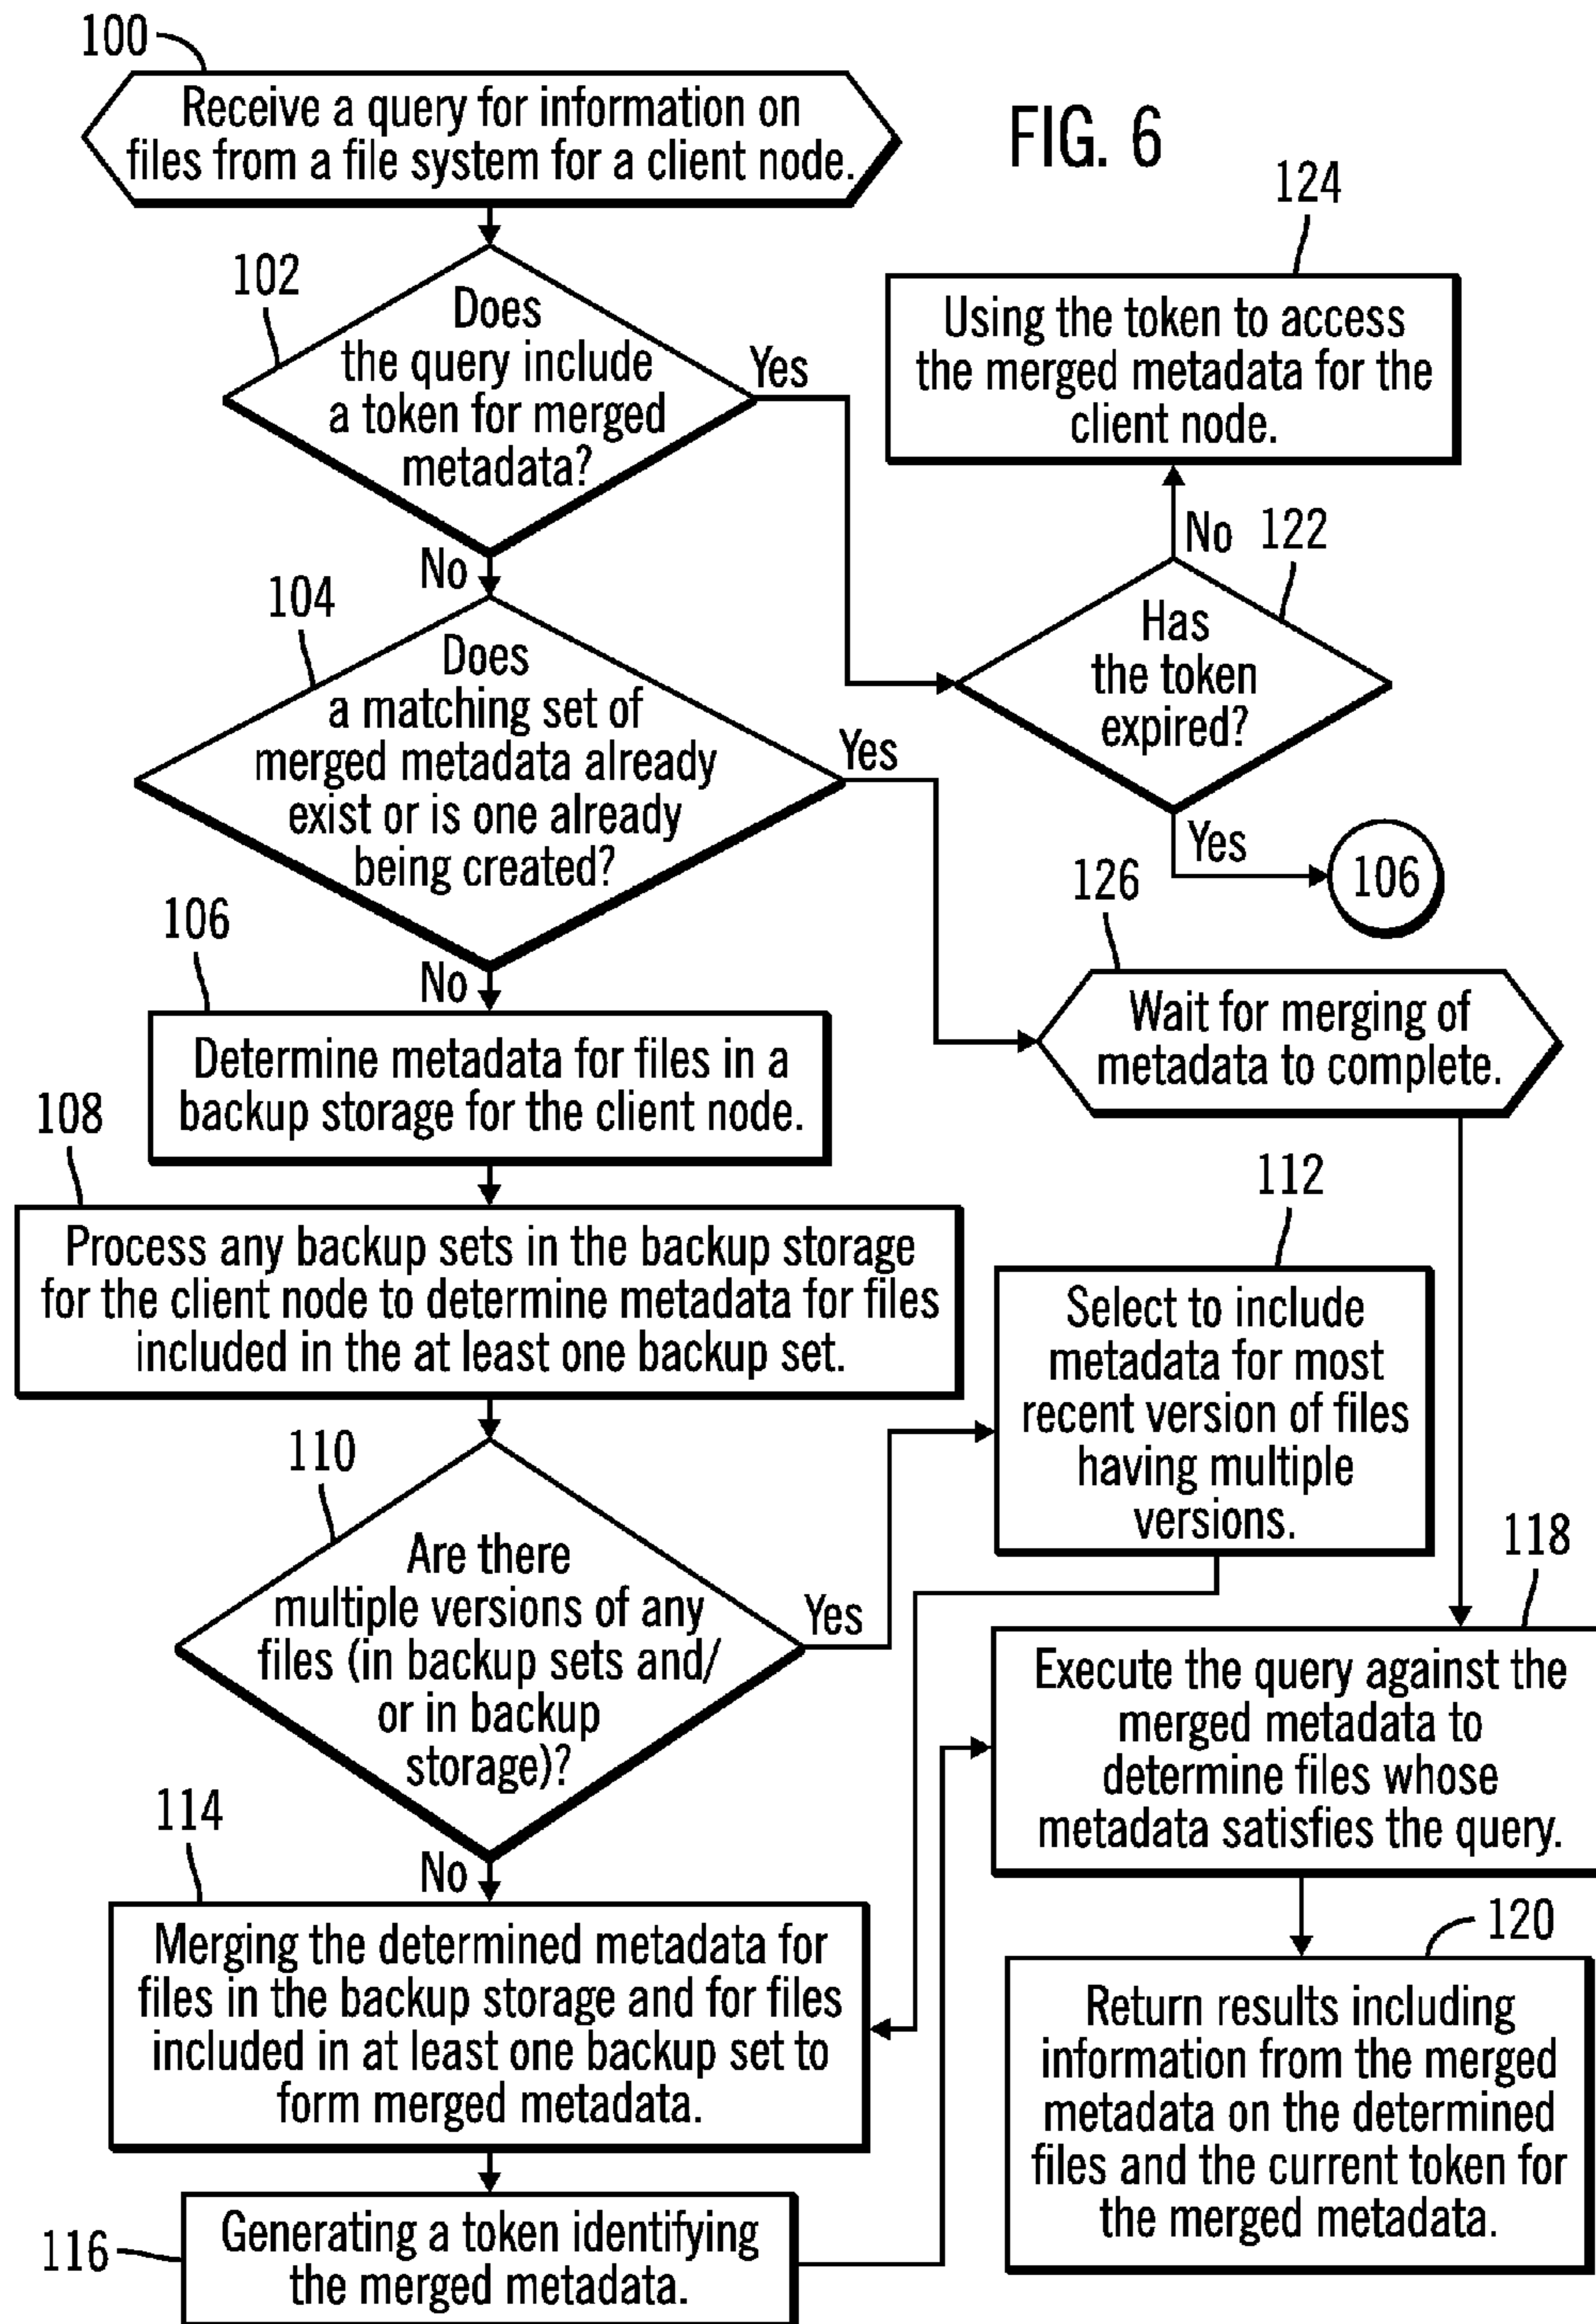 100
Receive a query for information on
files from a file system for a client node.
FIG. 6
102
Does
the query include
a token for merged
metadata?
Yes
No
124
Using the token to access
the merged metadata for the
client node.
No
122
Has
the token
expired?
Yes
106
104
Does
a matching set of
merged metadata already
exist or is one already
being created?
Yes
No
126
Wait for merging of
metadata to complete.
106
Determine metadata for files in a
backup storage for the client node.
108
Process any backup sets in the backup storage
for the client node to determine metadata for files
included in the at least one backup set.
110
Are there
multiple versions of any
files (in backup sets and/
or in backup
storage)?
Yes
No
112
Select to include
metadata for most
recent version of files
having multiple
versions.
114
Merging the determined metadata for
files in the backup storage and for files
included in at least one backup set to
form merged metadata.
116
Generating a token identifying
the merged metadata.
118
Execute the query against the
merged metadata to
determine files whose
metadata satisfies the query.
120
Return results including
information from the merged
metadata on the determined
files and the current token for
the merged metadata.